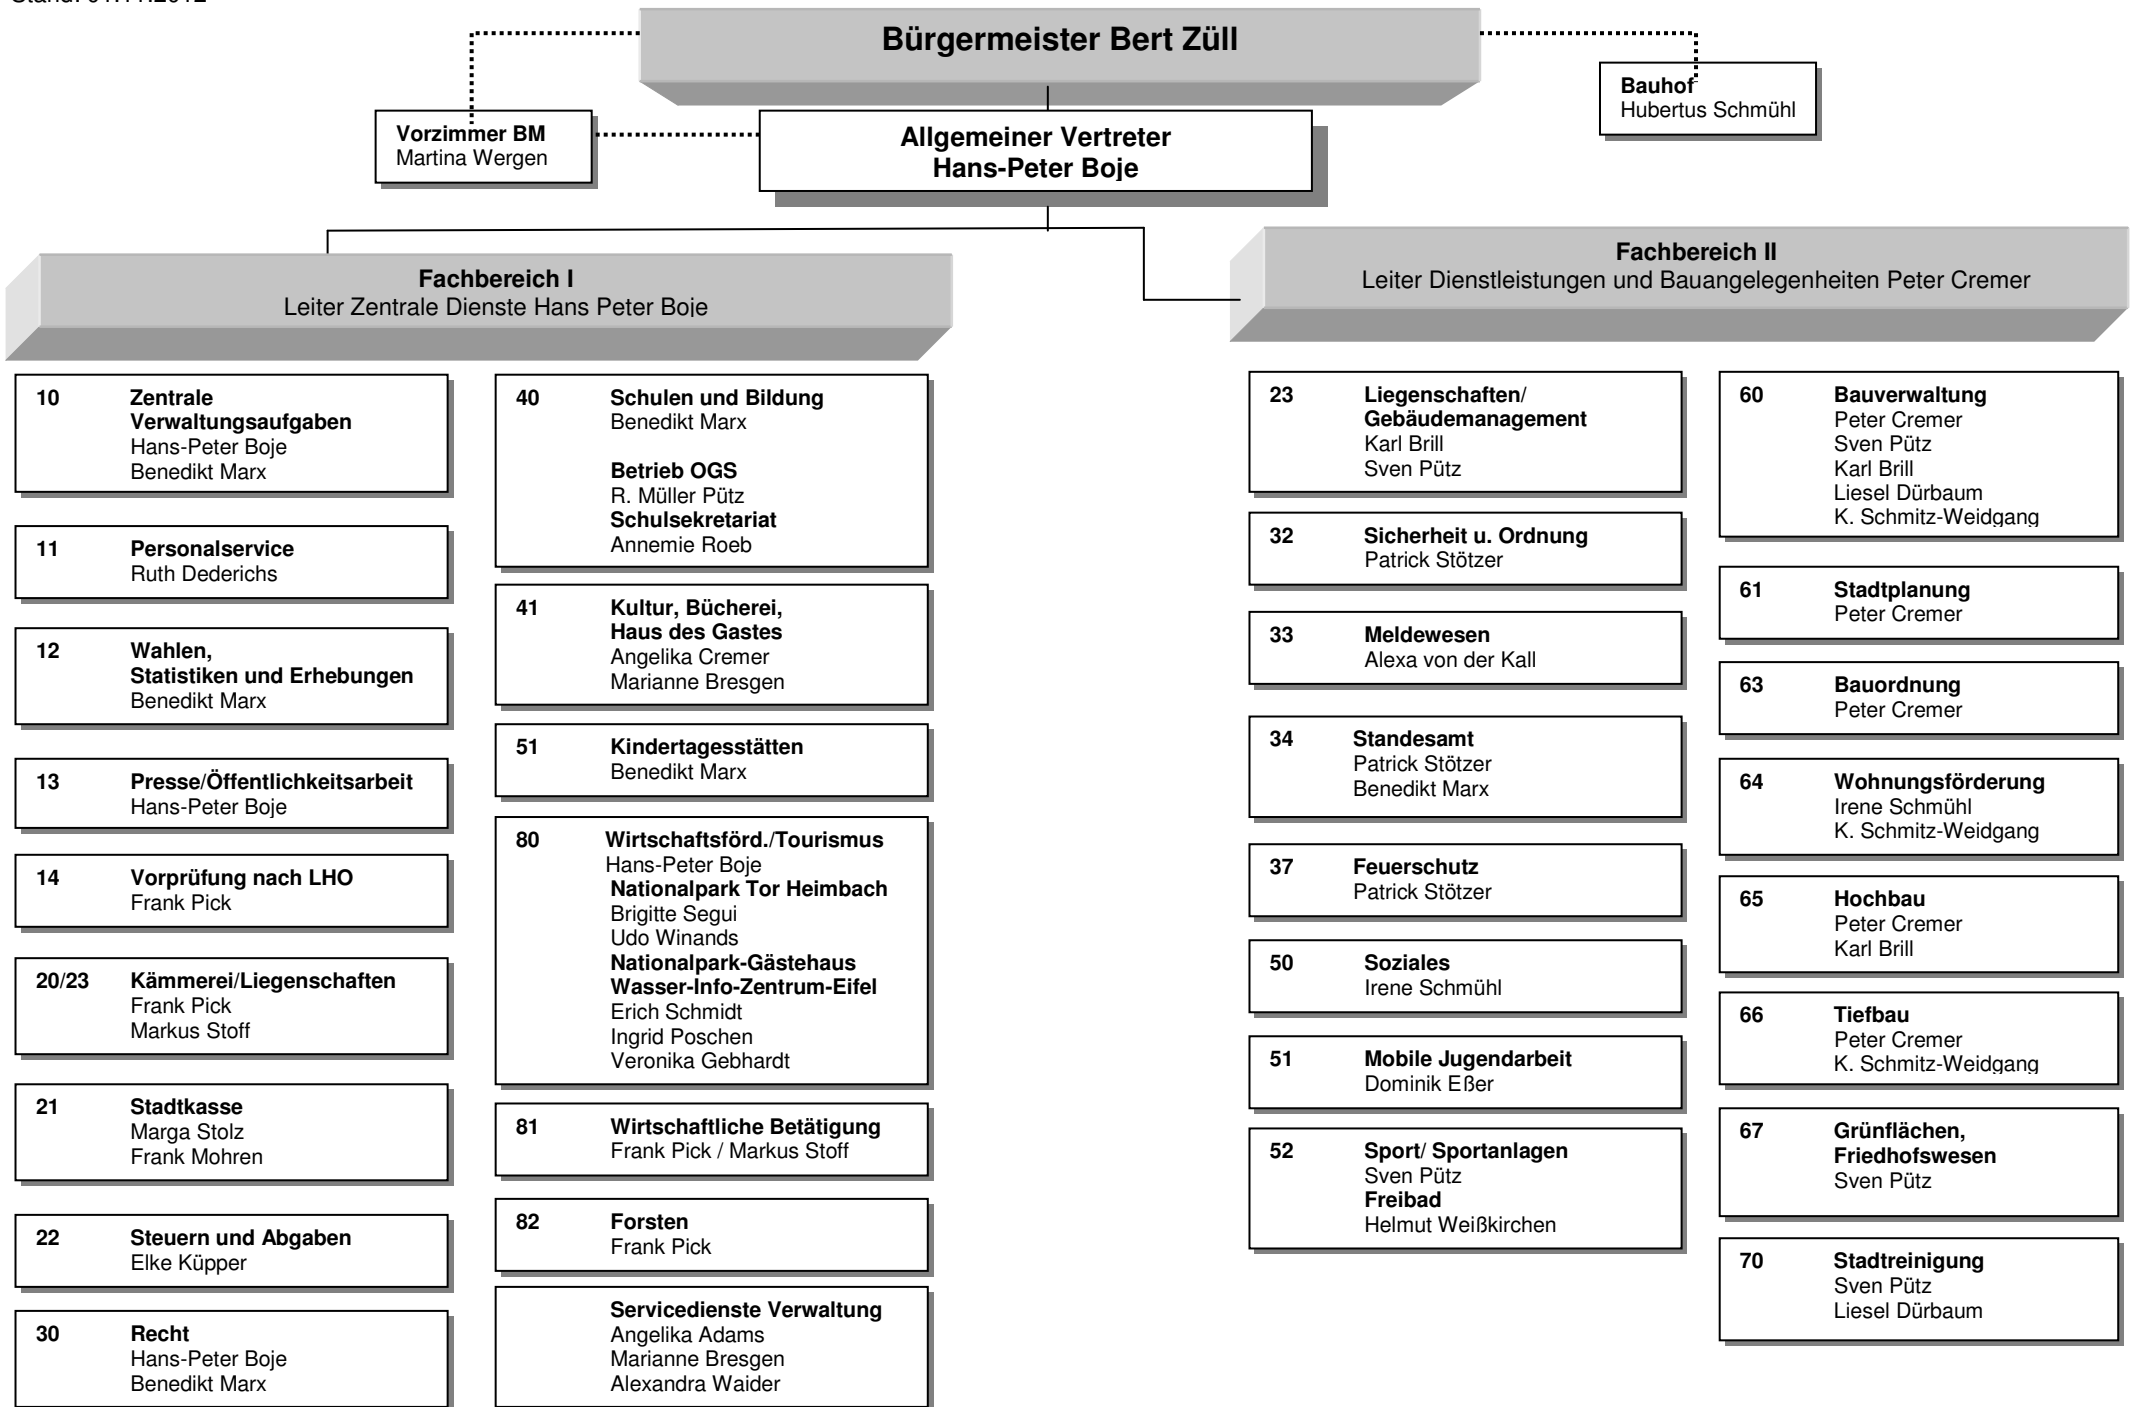 Bürgermeister Bert Züll
Bauhof
Hubertus Schmühl
Vorzimmer BM
Martina Wergen
Allgemeiner Vertreter
Hans-Peter Boje
Fachbereich I
Leiter Zentrale Dienste Hans Peter Boje
Fachbereich II
Leiter Dienstleistungen und Bauangelegenheiten Peter Cremer
10 Zentrale
Verwaltungsaufgaben
Hans-Peter Boje
Benedikt Marx
11 Personalservice
Ruth Dederichs
12 Wahlen,
Statistiken und Erhebungen
Benedikt Marx
13 Presse/Öffentlichkeitsarbeit
Hans-Peter Boje
14 Vorprüfung nach LHO
Frank Pick
20/23 Kämmerei/Liegenschaften
Frank Pick
Markus Stoff
21 Stadtkasse
Marga Stolz
Frank Mohren
22 Steuern und Abgaben
Elke Küpper
30 Recht
Hans-Peter Boje
Benedikt Marx
40 Schulen und Bildung
Benedikt Marx
Betrieb OGS
R. Müller Pütz
Schulsekretariat
Annemie Roeb
41 Kultur, Bücherei,
Haus des Gastes
Angelika Cremer
Marianne Bresgen
51 Kindertagesstätten
Benedikt Marx
80 Wirtschaftsförd./Tourismus
Hans-Peter Boje
Nationalpark Tor Heimbach
Brigitte Segui
Udo Winands
Nationalpark-Gästehaus
Wasser-Info-Zentrum-Eifel
Erich Schmidt
Ingrid Poschen
Veronika Gebhardt
81 Wirtschaftliche Betätigung
Frank Pick / Markus Stoff
82 Forsten
Frank Pick
Servicedienste Verwaltung
Angelika Adams
Marianne Bresgen
Alexandra Waider
23 Liegenschaften/
Gebäudemanagement
Karl Brill
Sven Pütz
32 Sicherheit u. Ordnung
Patrick Stötzer
33 Meldewesen
Alexa von der Kall
34 Standesamt
Patrick Stötzer
Benedikt Marx
37 Feuerschutz
Patrick Stötzer
50 Soziales
Irene Schmühl
51 Mobile Jugendarbeit
Dominik Eßer
52 Sport/ Sportanlagen
Sven Pütz
Freibad
Helmut Weißkirchen
60 Bauverwaltung
Peter Cremer
Sven Pütz
Karl Brill
Liesel Dürbaum
K. Schmitz-Weidgang
61 Stadtplanung
Peter Cremer
63 Bauordnung
Peter Cremer
64 Wohnungsförderung
Irene Schmühl
K. Schmitz-Weidgang
65 Hochbau
Peter Cremer
Karl Brill
66 Tiefbau
Peter Cremer
K. Schmitz-Weidgang
67 Grünflächen,
Friedhofswesen
Sven Pütz
70 Stadtreinigung
Sven Pütz
Liesel Dürbaum